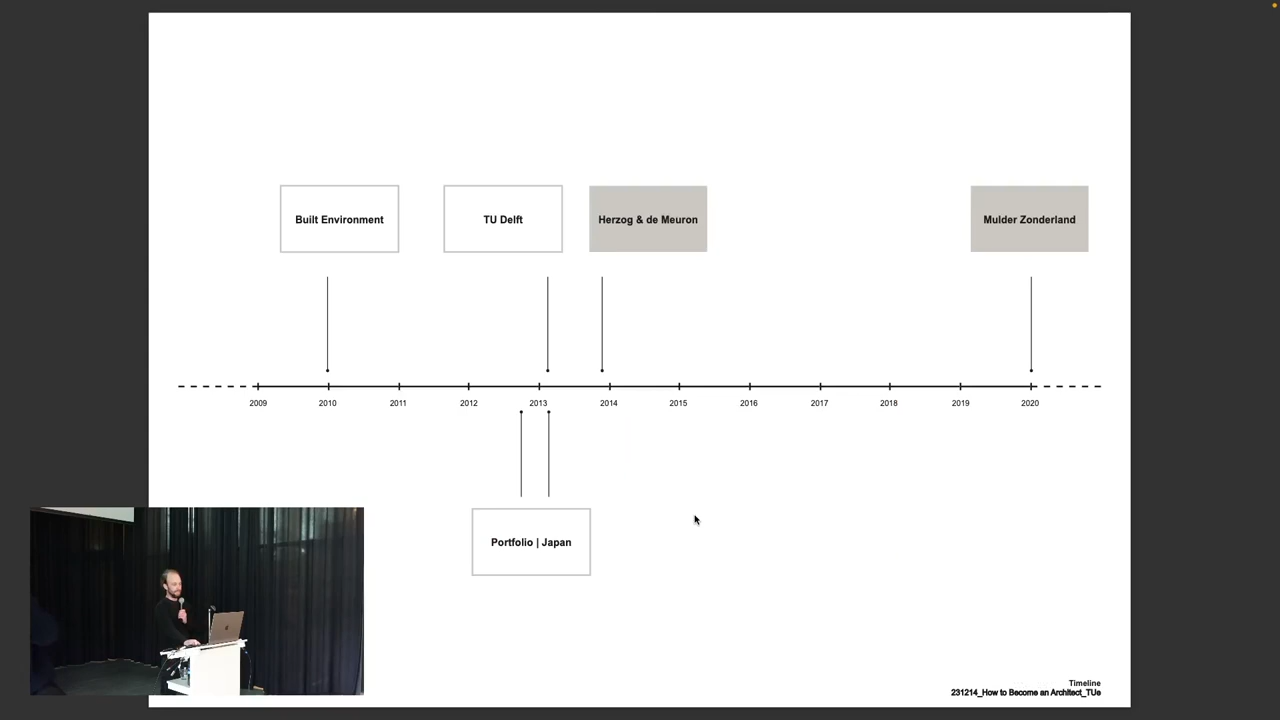 Built Environment
TU Delft
Herzog & de Meuron
Mulder Zonderland
2009
2010
2011
2012
2013
2014
2015
2016
2017
2018
2019
2020
Portfolio | Japan
Timeline
231214_How to Become an Architect_TUe